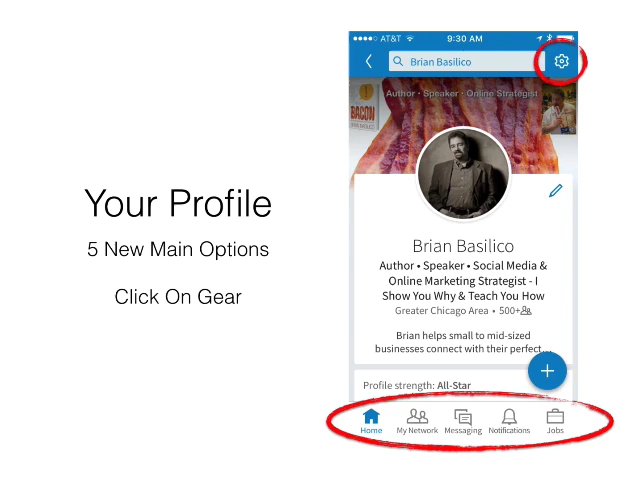 Your Profile
5 New Main Options
Click On Gear
AT&T
9:30 AM
Brian Basilico
Author • Speaker • Online Strategist
BACON
Brian Basilico
Author • Speaker • Social Media &
Online Marketing Strategist - I
Show You Why & Teach You How
Greater Chicago Area • 500+
Brian helps small to mid-sized
businesses connect with their perfect...
Profile strength: All-Star
Home
My Network
Messaging
Notifications
Jobs